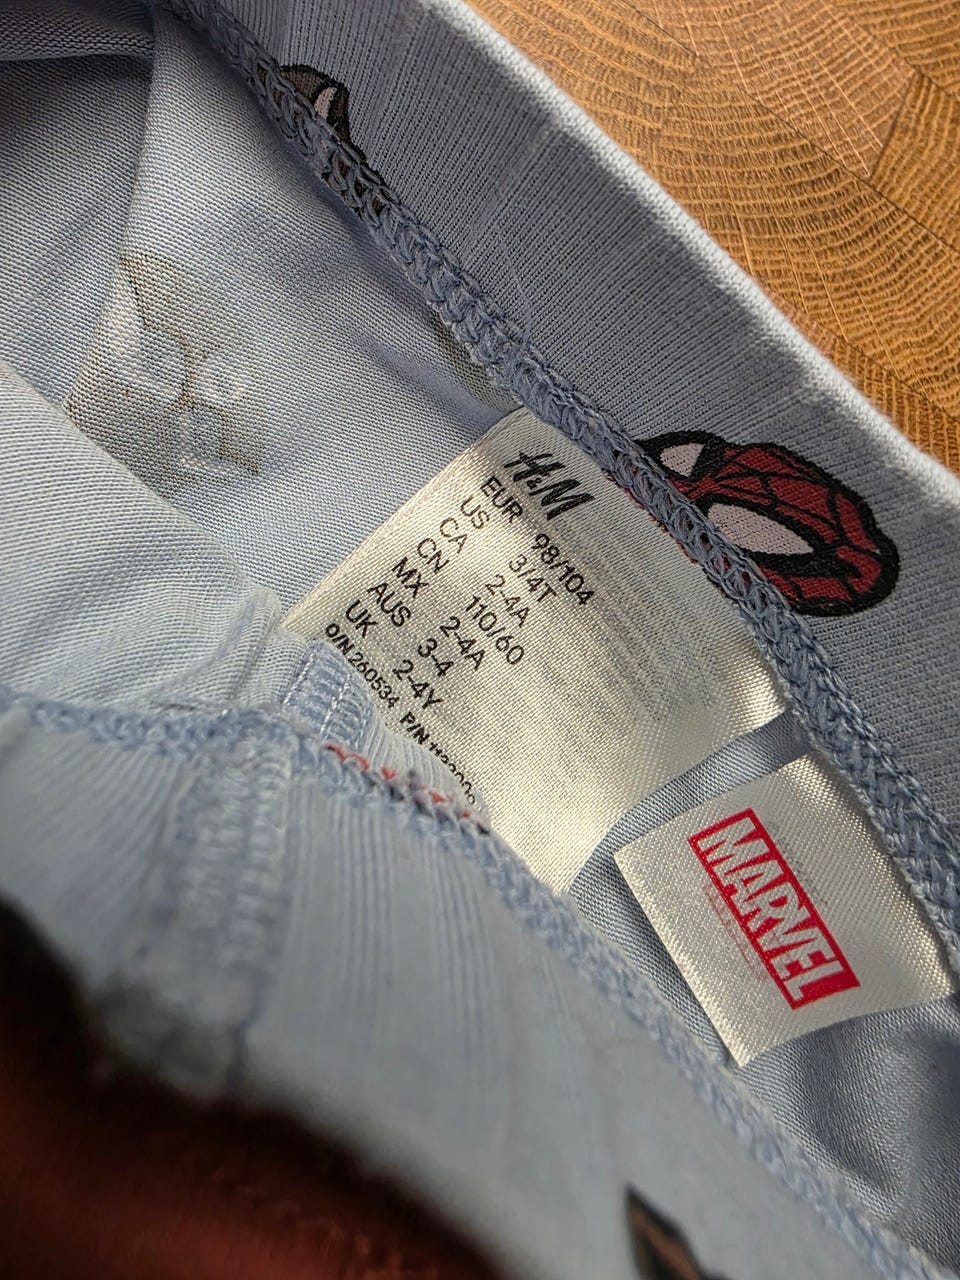 H&M
EUR 98/104
US 3/4T
CA 2-4A
CN 110/60
MX 2-4A
AUS 3-4
UK 2-4Y
O/N 260534 P/N
MARVEL